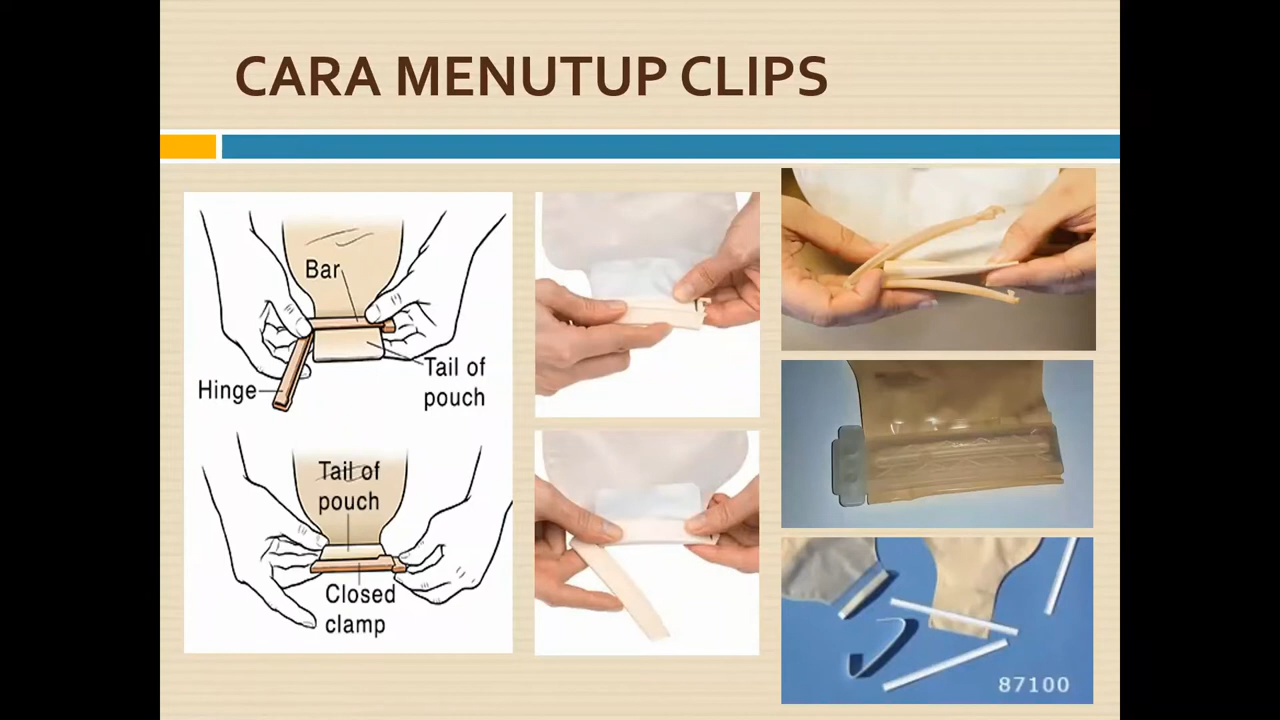 CARA MENUTUP CLIPS
Bar
Tail of
pouch
Hinge
Tail of
pouch
Closed
clamp
87100